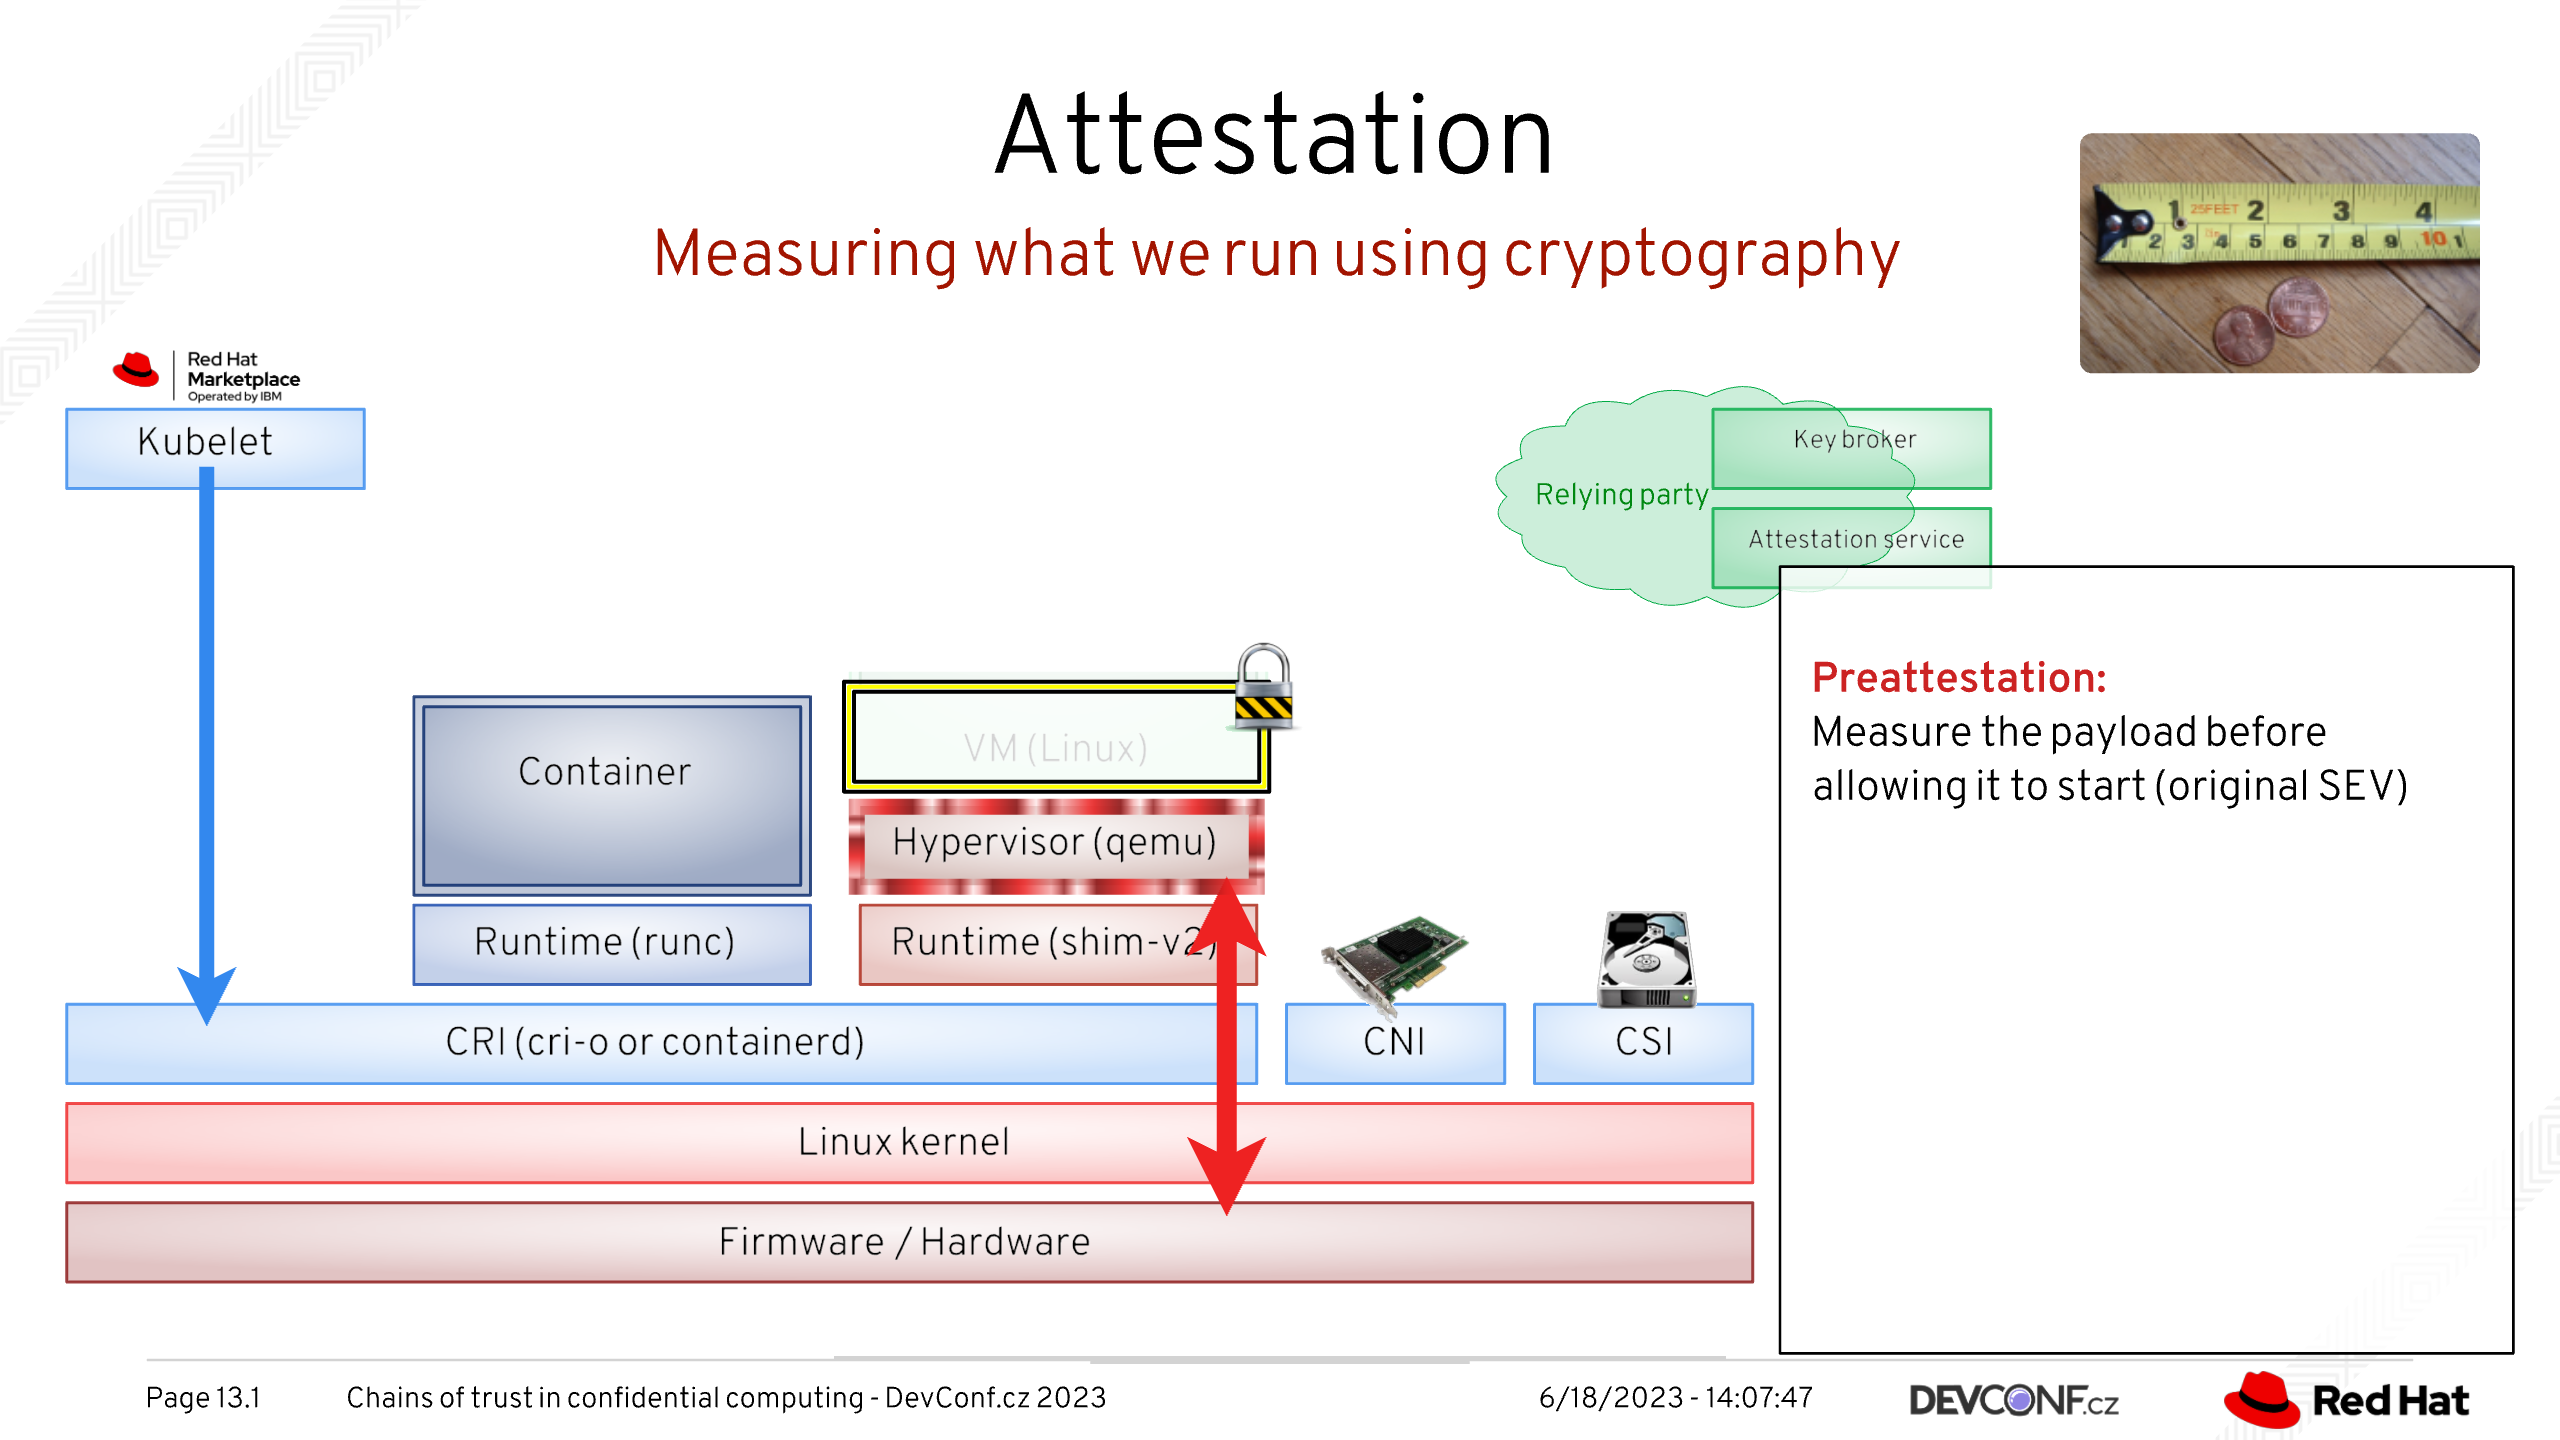 Attestation
Measuring what we run using cryptography
1 25FEET 2 3 4
1 2 3 4 5 6 7 8 9 10 1
Red Hat
Marketplace
Operated by IBM
Kubelet
Key broker
Relying party
Attestation service
Preattestation:
Measure the payload before
allowing it to start (original SEV)
VM (Linux)
Container
Hypervisor (qemu)
Runtime (runc)
Runtime (shim-v2)
CRI (cri-o or containerd)
CNI
CSI
Linux kernel
Firmware / Hardware
Page 13.1
Chains of trust in confidential computing - DevConf.cz 2023
6/18/2023 - 14:07:47
DEVCONF.cz
Red Hat